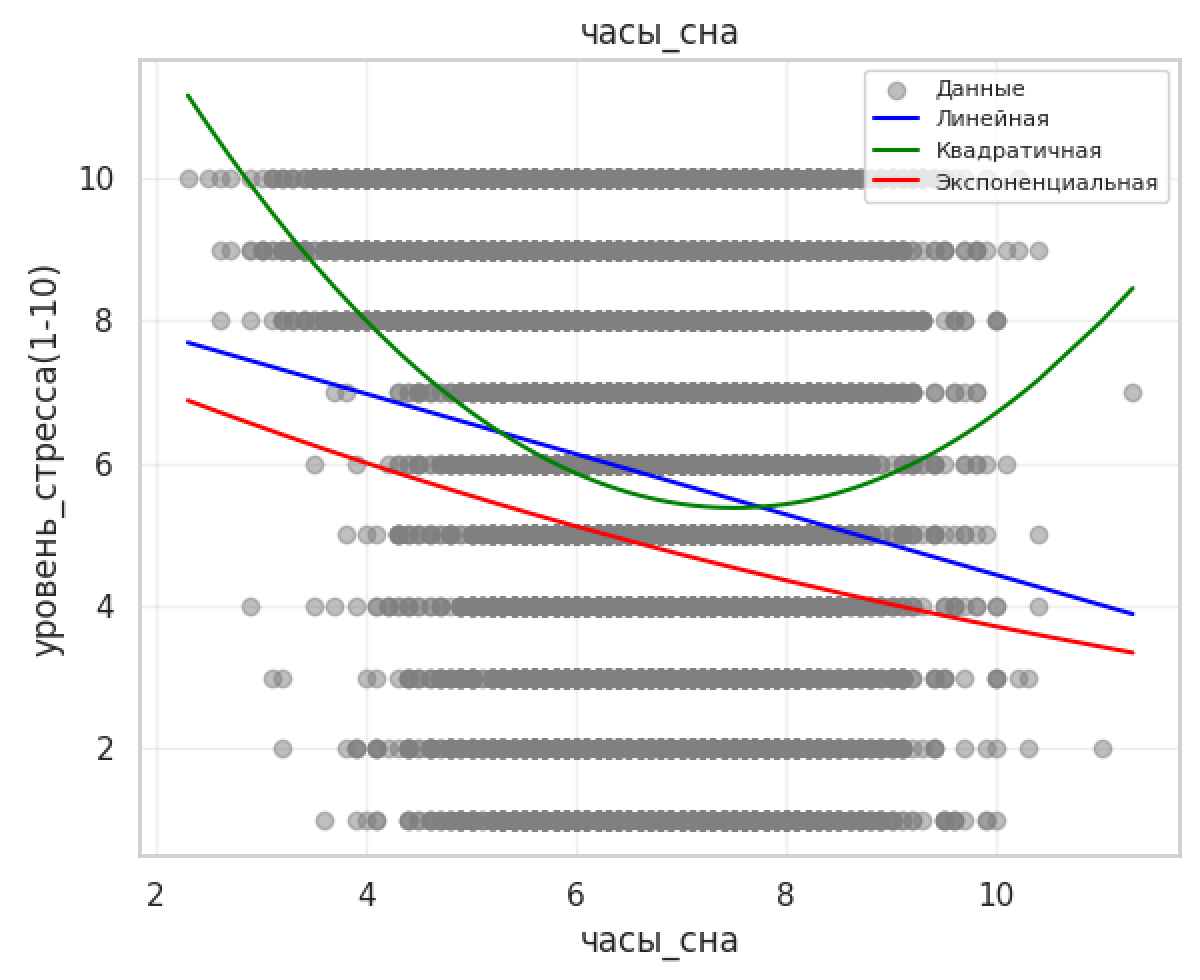 часы_сна
Данные
Линейная
Квадратичная
Экспоненциальная
уровень_стресса(1-10)
10
8
6
4
2
2
4
6
8
10
часы_сна